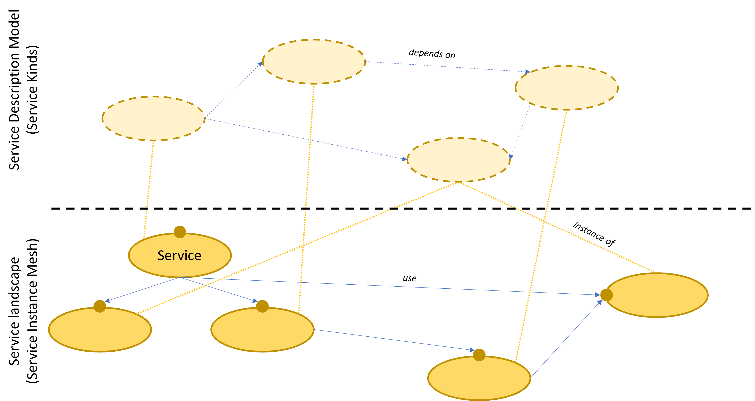 Service Description Model
(Service Kinds)
depends on
Instance of
Service
use
Service landscape
(Service Instance Mesh)